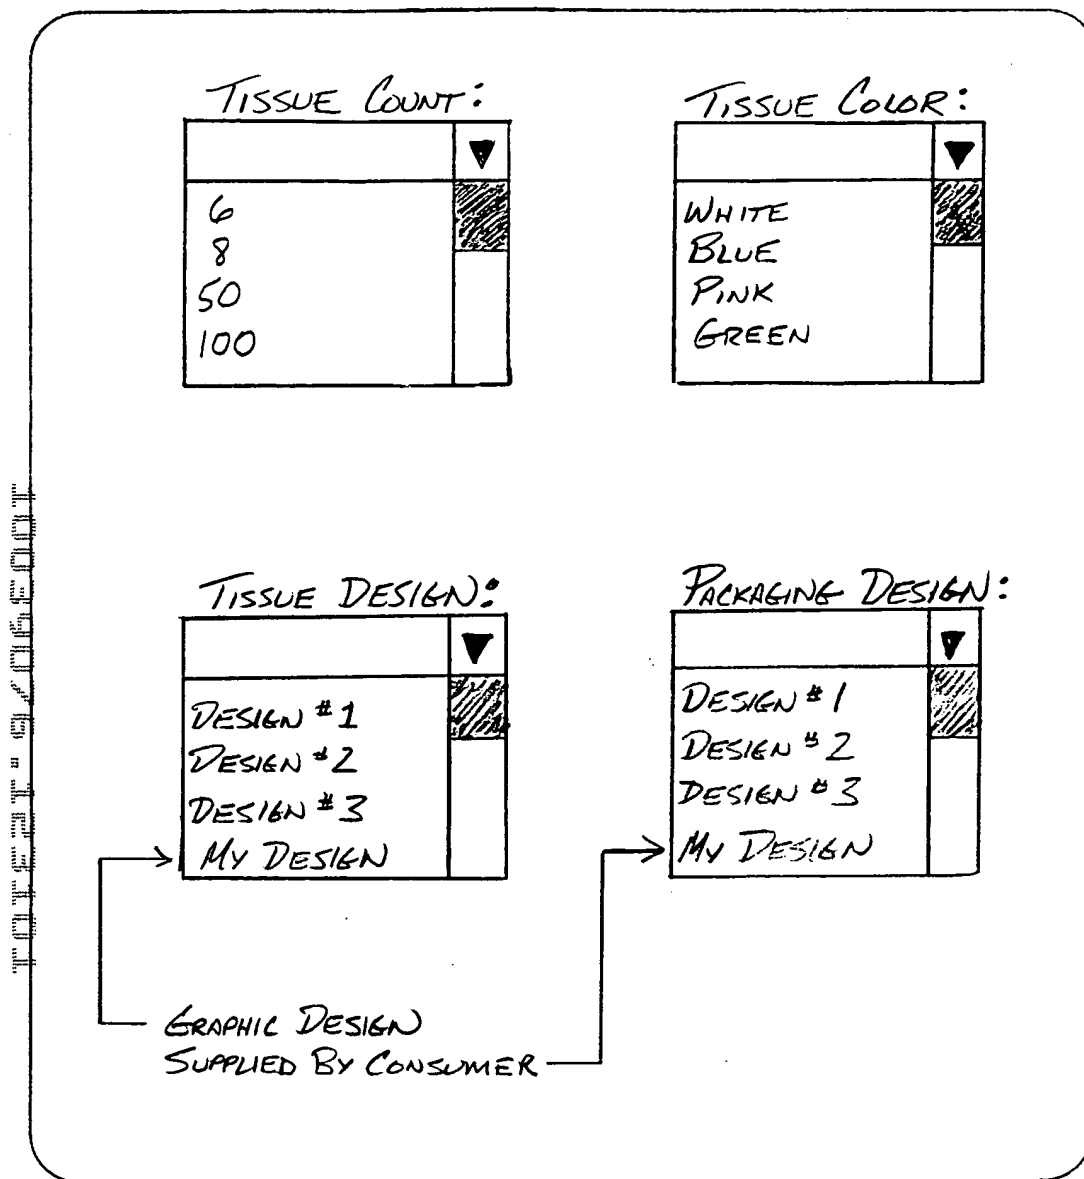 TISSUE COUNT:
6
8
50
100
TISSUE COLOR:
WHITE
BLUE
PINK
GREEN
TISSUE DESIGN:
DESIGN #1
DESIGN #2
DESIGN #3
MY DESIGN
PACKAGING DESIGN:
DESIGN #1
DESIGN #2
DESIGN #3
MY DESIGN
GRAPHIC DESIGN
SUPPLIED BY CONSUMER